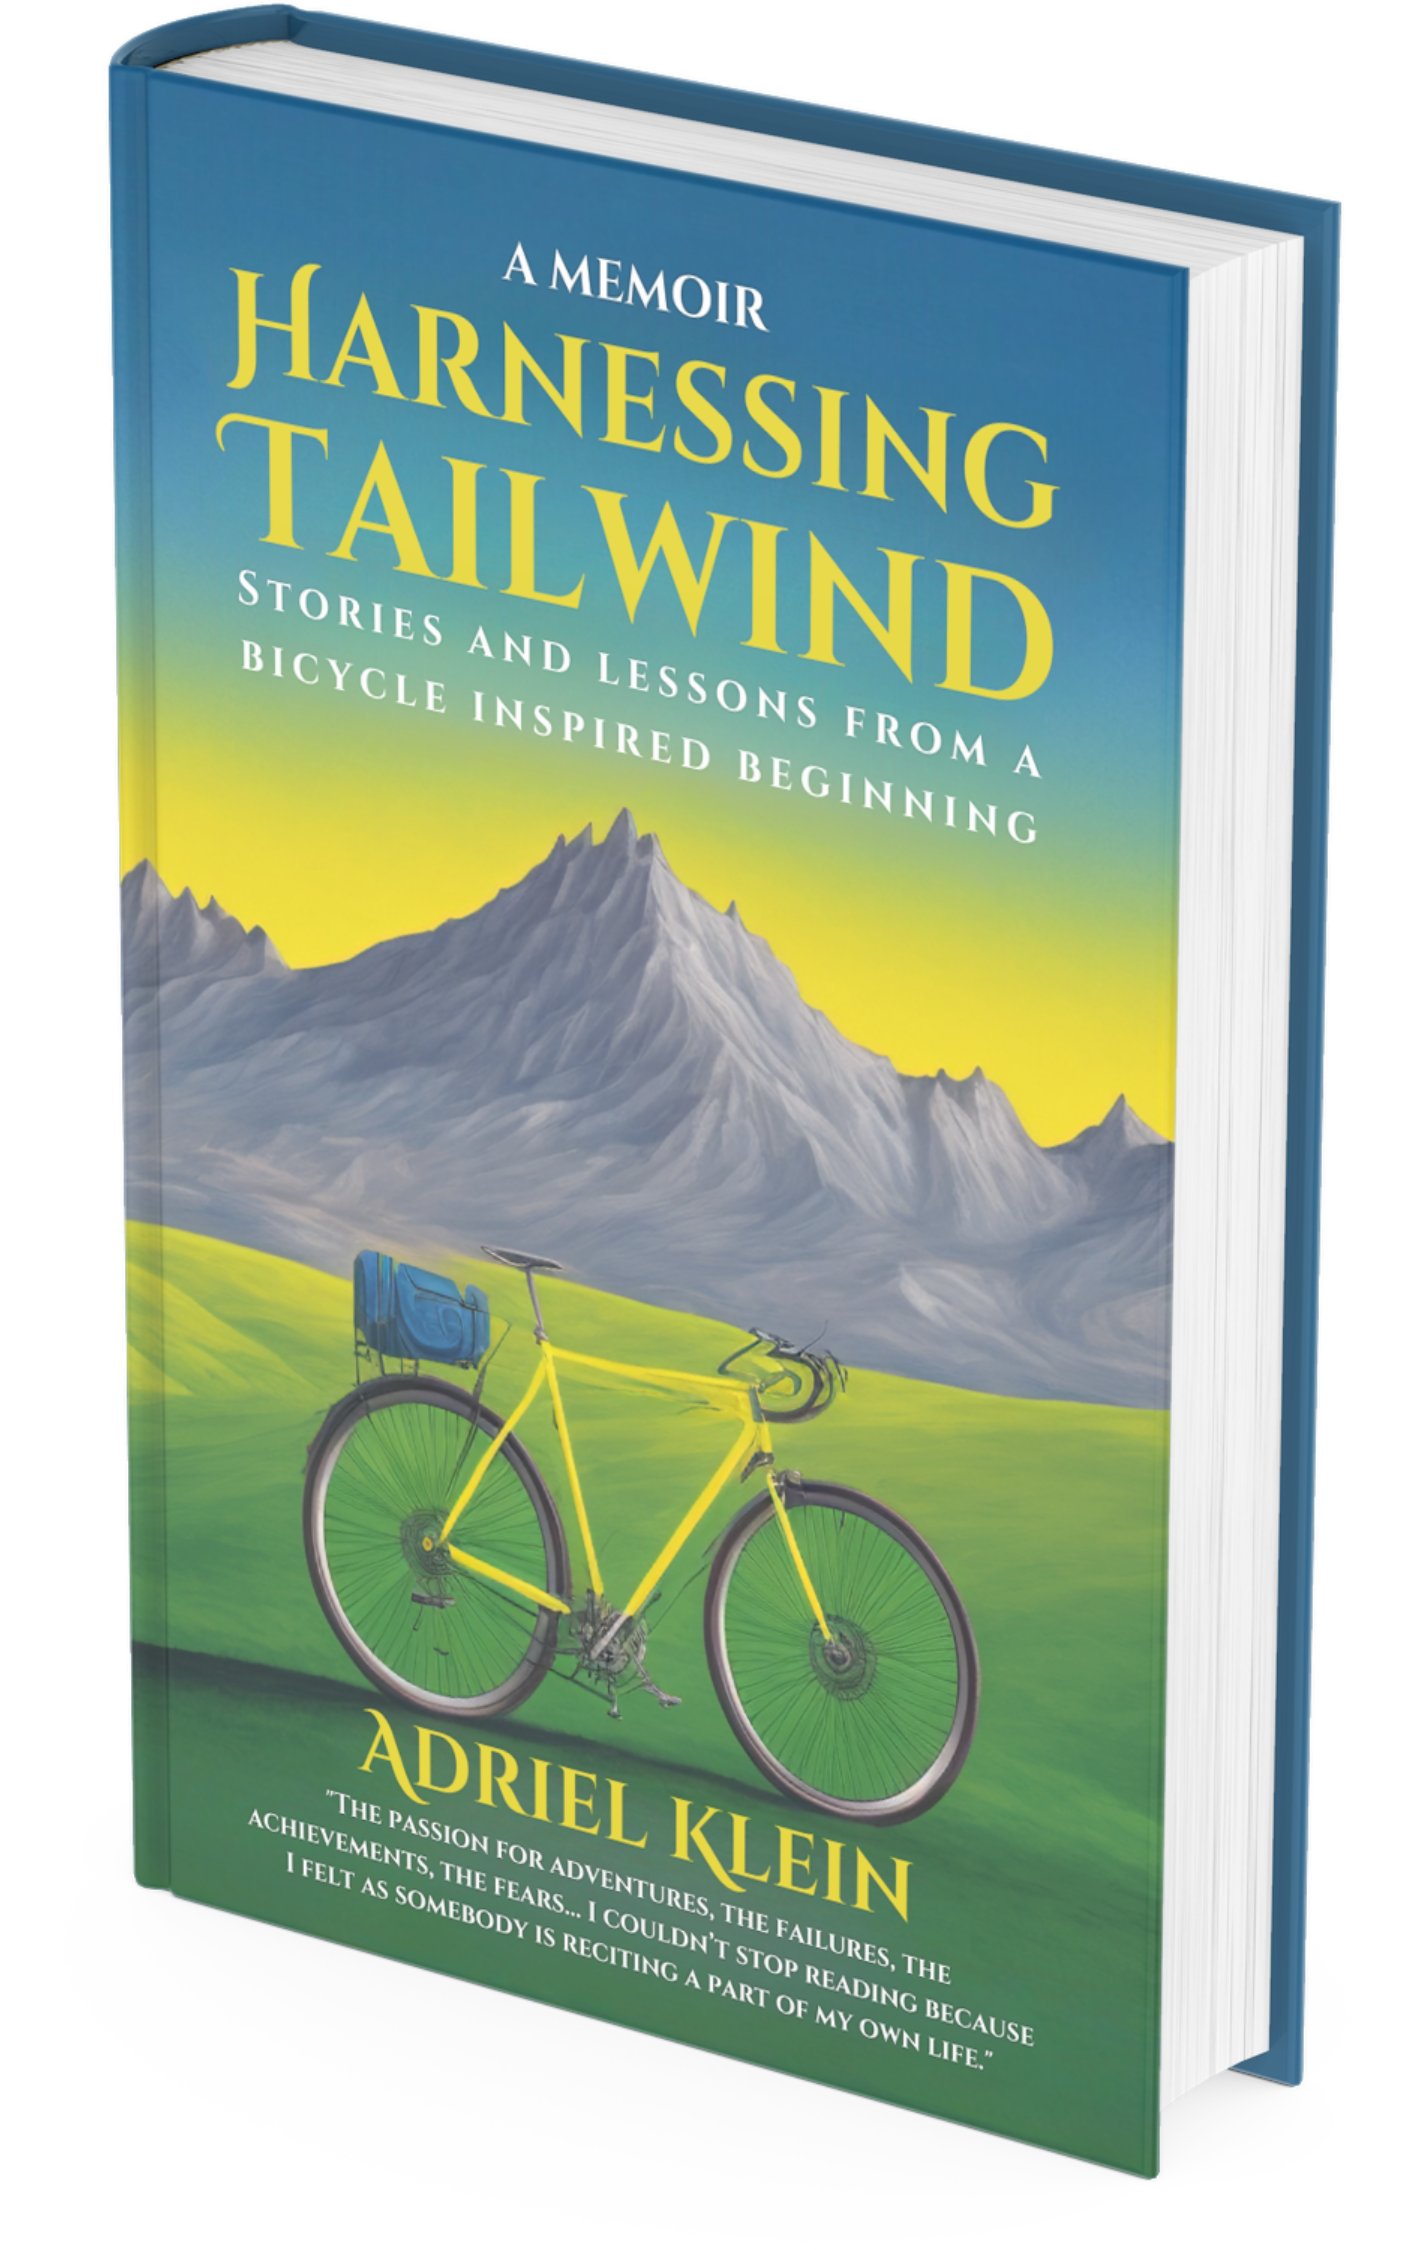 A MEMOIR
HARNESSING
TAILWIND
STORIES AND LESSONS FROM A
BICYCLE INSPIRED BEGINNING
ADRIEL KLEIN
"THE PASSION FOR ADVENTURES, THE FAILURES, THE
ACHIEVEMENTS, THE FEARS... I COULDN'T STOP READING BECAUSE
I FELT AS SOMEBODY IS RECITING A PART OF MY OWN LIFE."